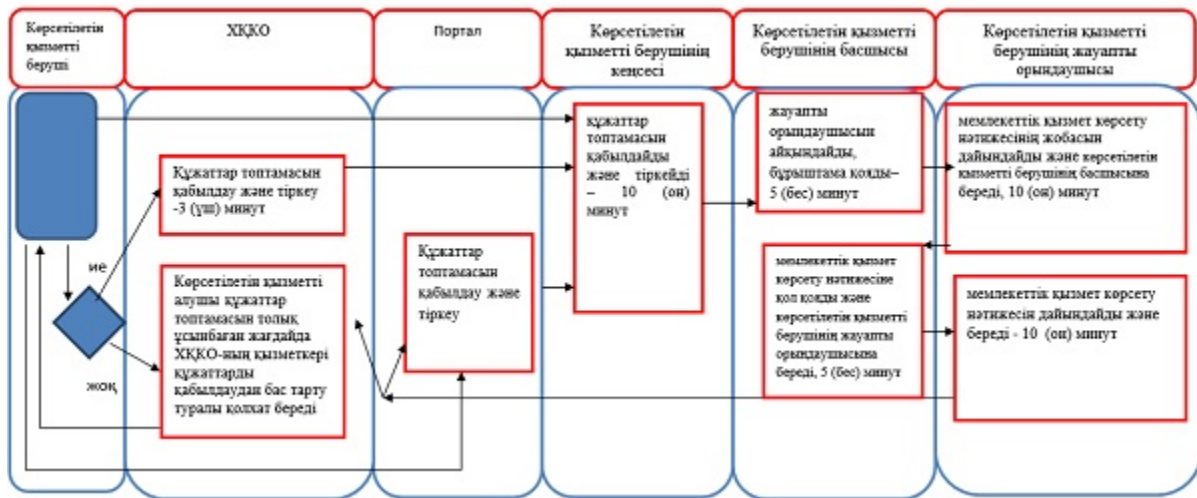 Көрсетілетін
қызметті
беруші
ХҚКО
Портал
Көрсетілетін
қызметті берушінің
кеңсесі
Көрсетілетін қызметті
берушінің басшысы
Көрсетілетін қызметті
берушінің жауапты
орындаушысы
Құжаттар топтамасын
қабылдау және тіркеу
-3 (үш) минут
ие
жоқ
Көрсетілетін қызметті
алушы құжаттар
топтамасын толық
ұсынбаған жағдайда
ХҚКО-ның қызметкері
құжаттарды
қабылдаудан бас тарту
туралы қолхат береді
Құжаттар
топтамасын
қабылдау және
тіркеу
құжаттар
топтамасын
қабылдайды
және тіркейді
– 10 (он)
минут
жауапты
орындаушысын
айқындайды,
бұрыштама қояды–
5 (бес) минут
мемлекеттік қызмет
көрсету нәтижесіне
қол қояды және
көрсетілетін қызметті
берушінің жауапты
орындаушысына
береді, 5 (бес) минут
мемлекеттік қызмет көрсету
нәтижесінің жобасын
дайындайды және көрсетілетін
қызметті берушінің басшысына
береді, 10 (он) минут
мемлекеттік қызмет көрсету
нәтижесін дайындайды және
береді - 10 (он) минут